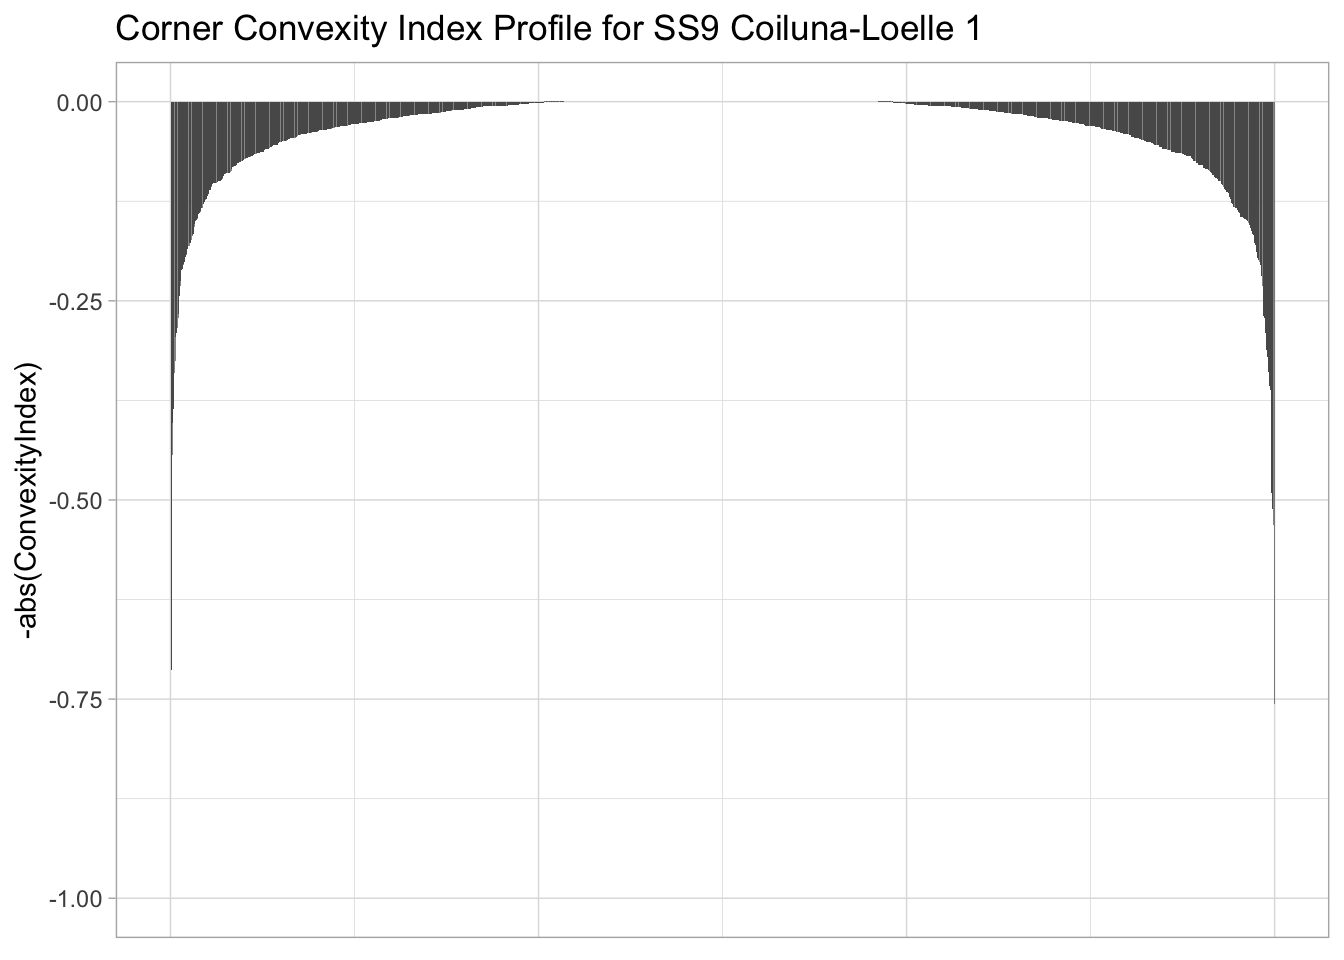 Corner Convexity Index Profile for SS9 Coiluna-Loelle 1
0.00
-0.25
-0.50
-0.75
-1.00
-abs(ConvexityIndex)